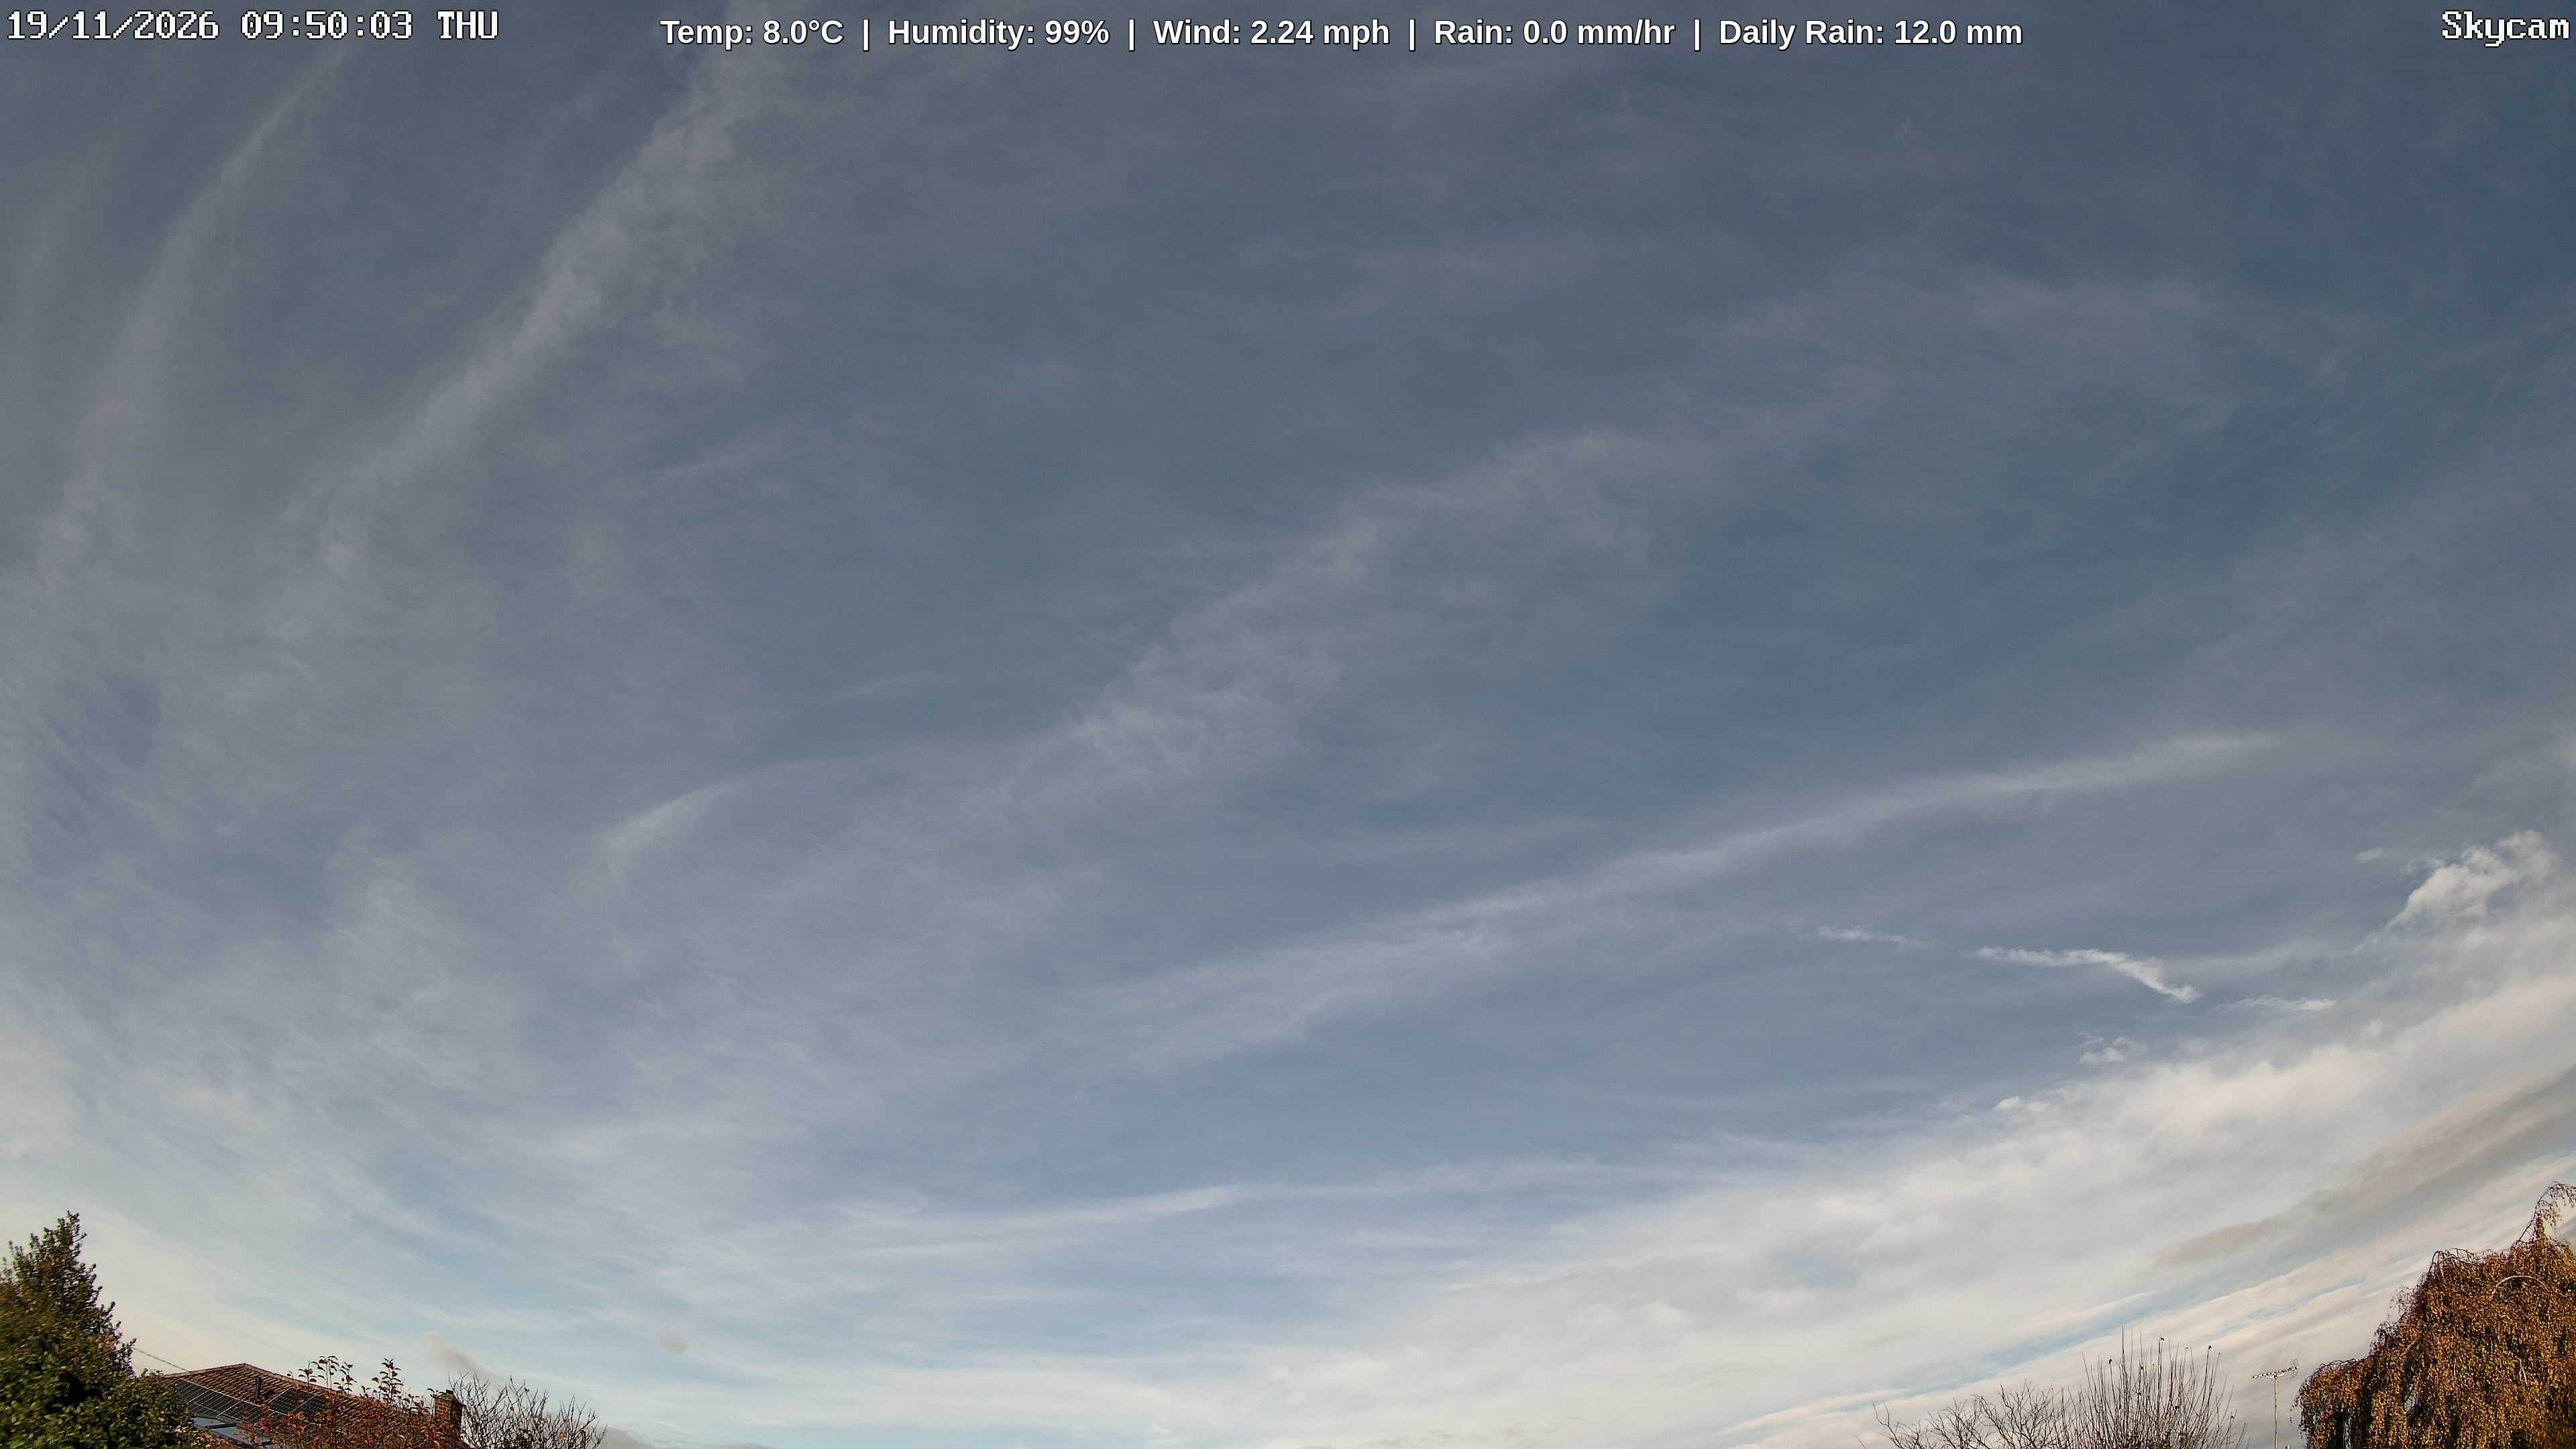 19/11/2026 09:50:03 THU
Temp: 8.0°C | Humidity: 99% | Wind: 2.24 mph | Rain: 0.0 mm/hr | Daily Rain: 12.0 mm
Skycam